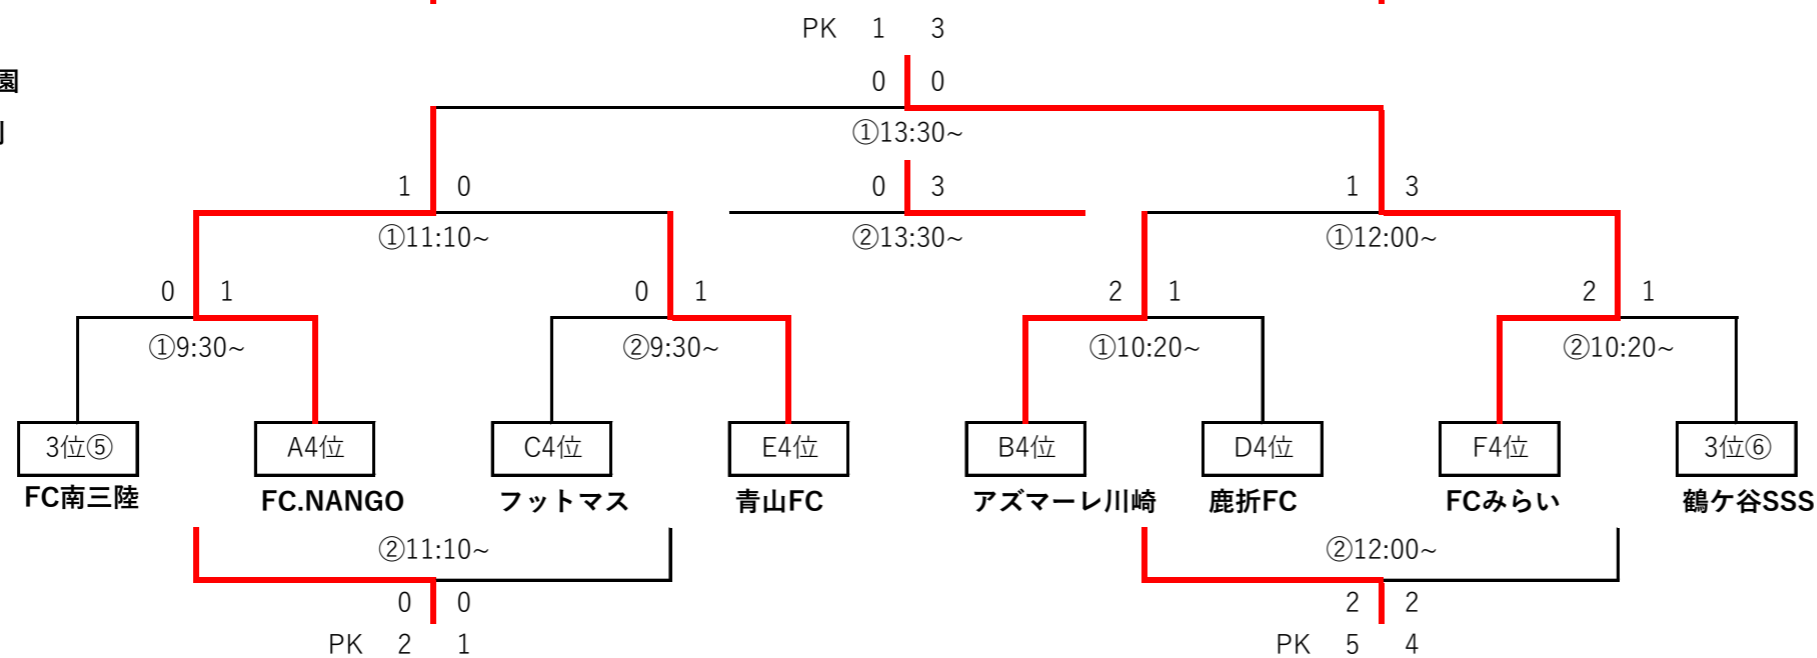 PK 1 3
園
0 0
①13:30~
1 0
0 3
1 3
①11:10~
②13:30~
①12:00~
0 1
0 1
2 1
2 1
①9:30~
②9:30~
①10:20~
②10:20~
3位⑤
A4位
C4位
E4位
B4位
D4位
F4位
3位⑥
FC南三陸
FC.NANGO
フットマス
青山FC
アズマーレ川崎
鹿折FC
FCみらい
鶴ケ谷SSS
②11:10~
②12:00~
0 0
2 2
PK 2 1
PK 5 4